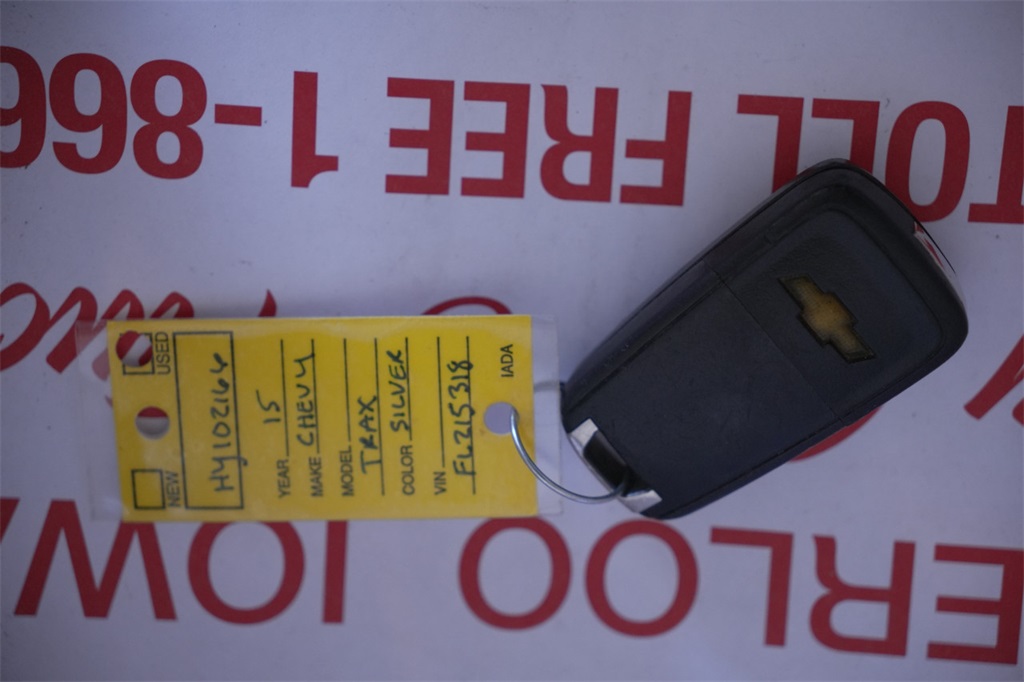 TOLL FREE 1-866
ERLOO IOWA
NEW USED
HY102166
YEAR 15
MAKE CHEVY
MODEL TRAX
COLOR SILVER
VIN FL215318
IADA